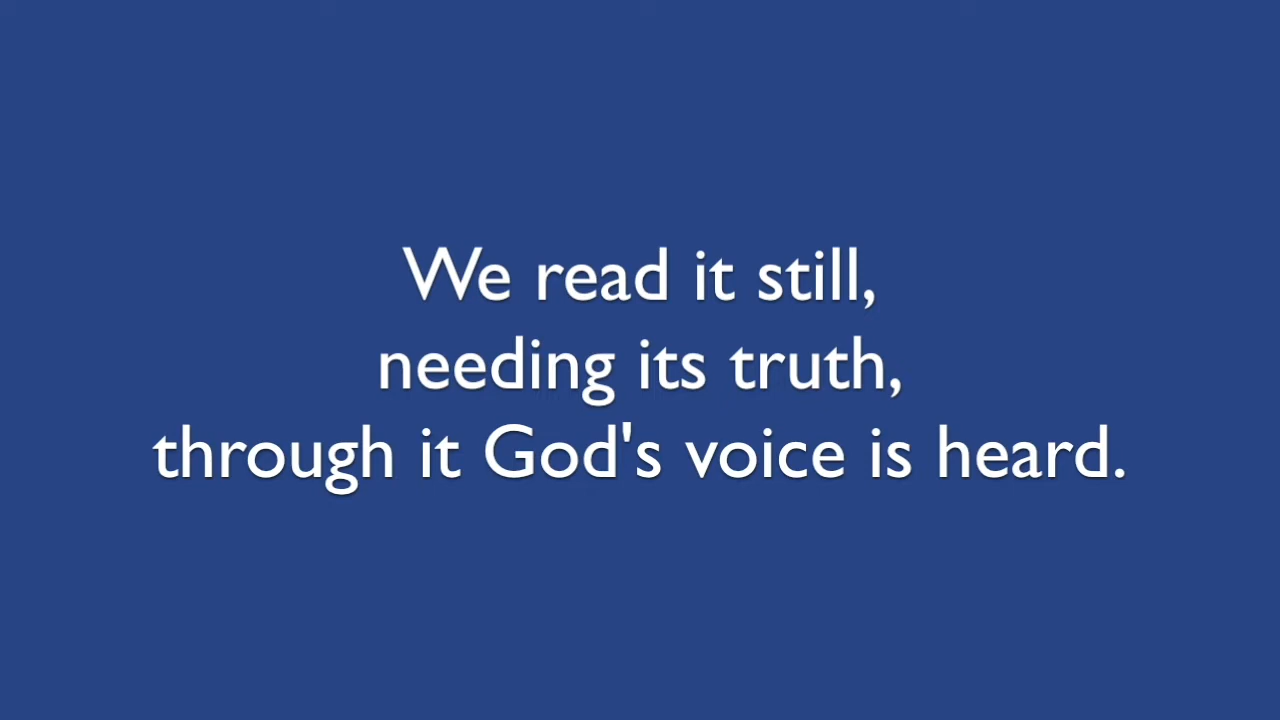 We read it still,
needing its truth,
through it God's voice is heard.